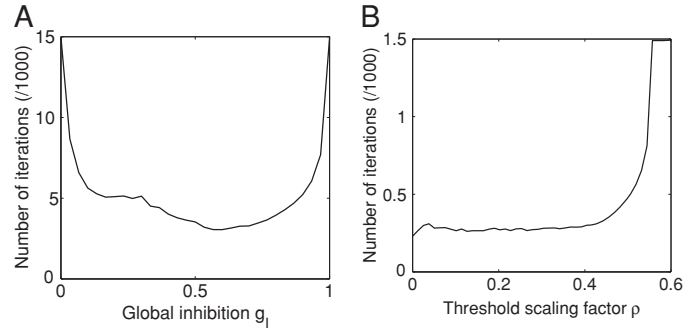 A
Number of iterations (/1000)
15
10
5
0
0
0.5
1
Global inhibition g_I
B
Number of iterations (/1000)
1.5
1
0.5
0
0
0.2
0.4
0.6
Threshold scaling factor ρ